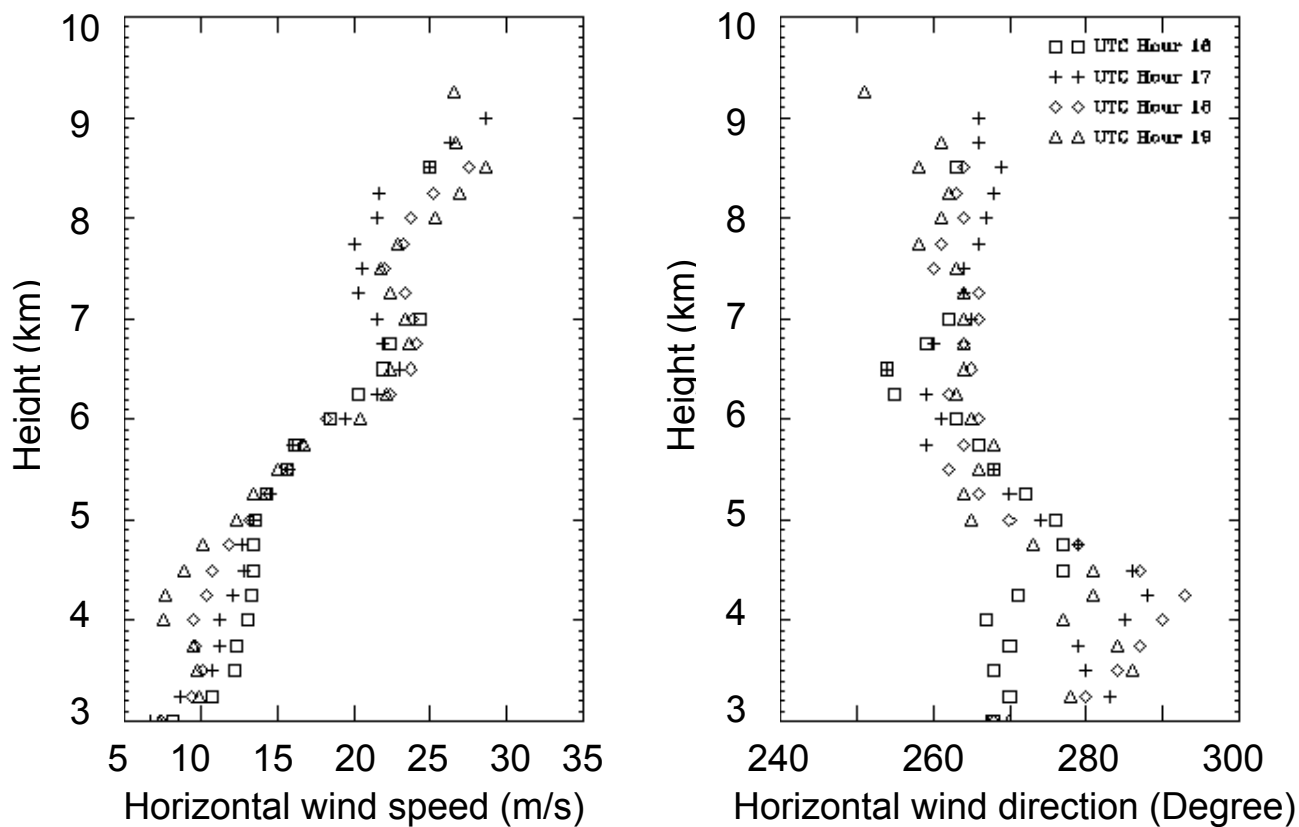 10
9
8
7
6
5
4
3
Height (km)
5 10 15 20 25 30 35
Horizontal wind speed (m/s)
10
9
8
7
6
5
4
3
Height (km)
240 260 280 300
Horizontal wind direction (Degree)
UTC Hour 16
UTC Hour 17
UTC Hour 18
UTC Hour 19